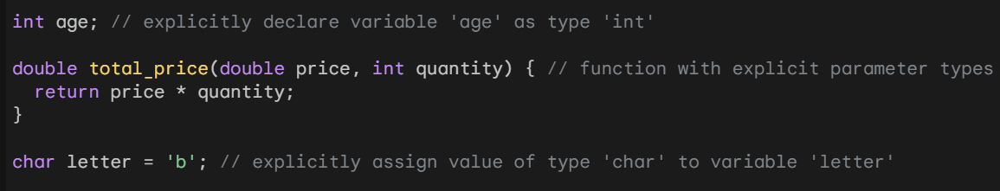 int age; // explicitly declare variable 'age' as type 'int'
double total_price(double price, int quantity) { // function with explicit parameter types
return price * quantity;
}
char letter = 'b'; // explicitly assign value of type 'char' to variable 'letter'